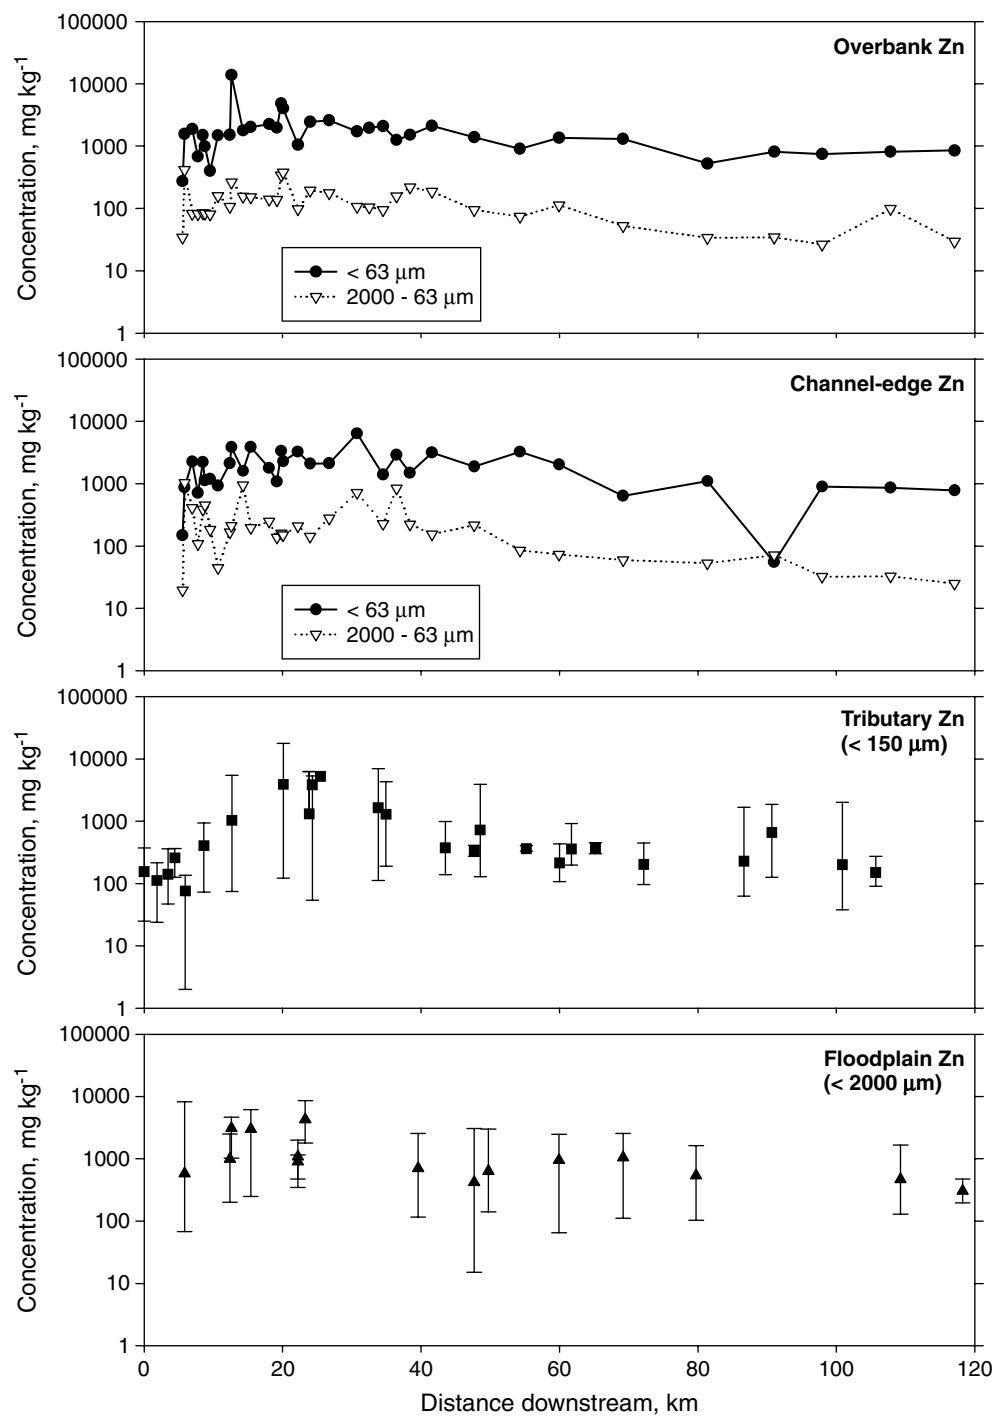 100000
10000
1000
100
10
1
Concentration, mg kg-1
Overbank Zn
< 63 μm
2000 - 63 μm
100000
10000
1000
100
10
1
Concentration, mg kg-1
Channel-edge Zn
< 63 μm
2000 - 63 μm
100000
10000
1000
100
10
1
Concentration, mg kg-1
Tributary Zn
(< 150 μm)
100000
10000
1000
100
10
1
Concentration, mg kg-1
Floodplain Zn
(< 2000 μm)
0 20 40 60 80 100 120
Distance downstream, km